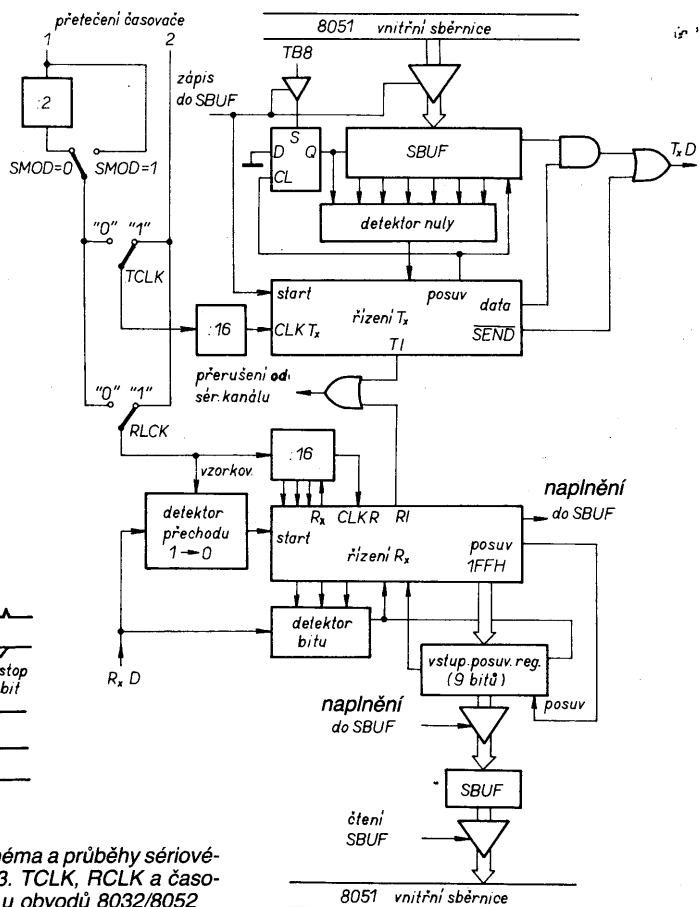 přetečení časovače
1 2
8051 vnitřní sběrnice
TB8
zápis
do SBUF
:2
SMOD=0 SMOD=1
S
D Q
CL
SBUF
TxD
detektor nuly
"0" "1"
TCLK
start
posuv
data
řízení Tx
:16
CLK Tx
SEND
TI
přerušení od
sér. kanálu
"0" "1"
RLCK
vzorkov.
:16
detektor
přechodu
1→0
Rx CLKR RI
start
řízení Rx
posuv
1FFH
naplnění
do SBUF
detektor
bitu
RxD
vstup. posuv. reg.
(9 bitů)
posuv
stop
bit
naplnění
do SBUF
SBUF
čtení
SBUF
8051 vnitřní sběrnice
éma a průběhy sériové-
3. TCLK, RCLK a časo-
u obvodů 8032/8052